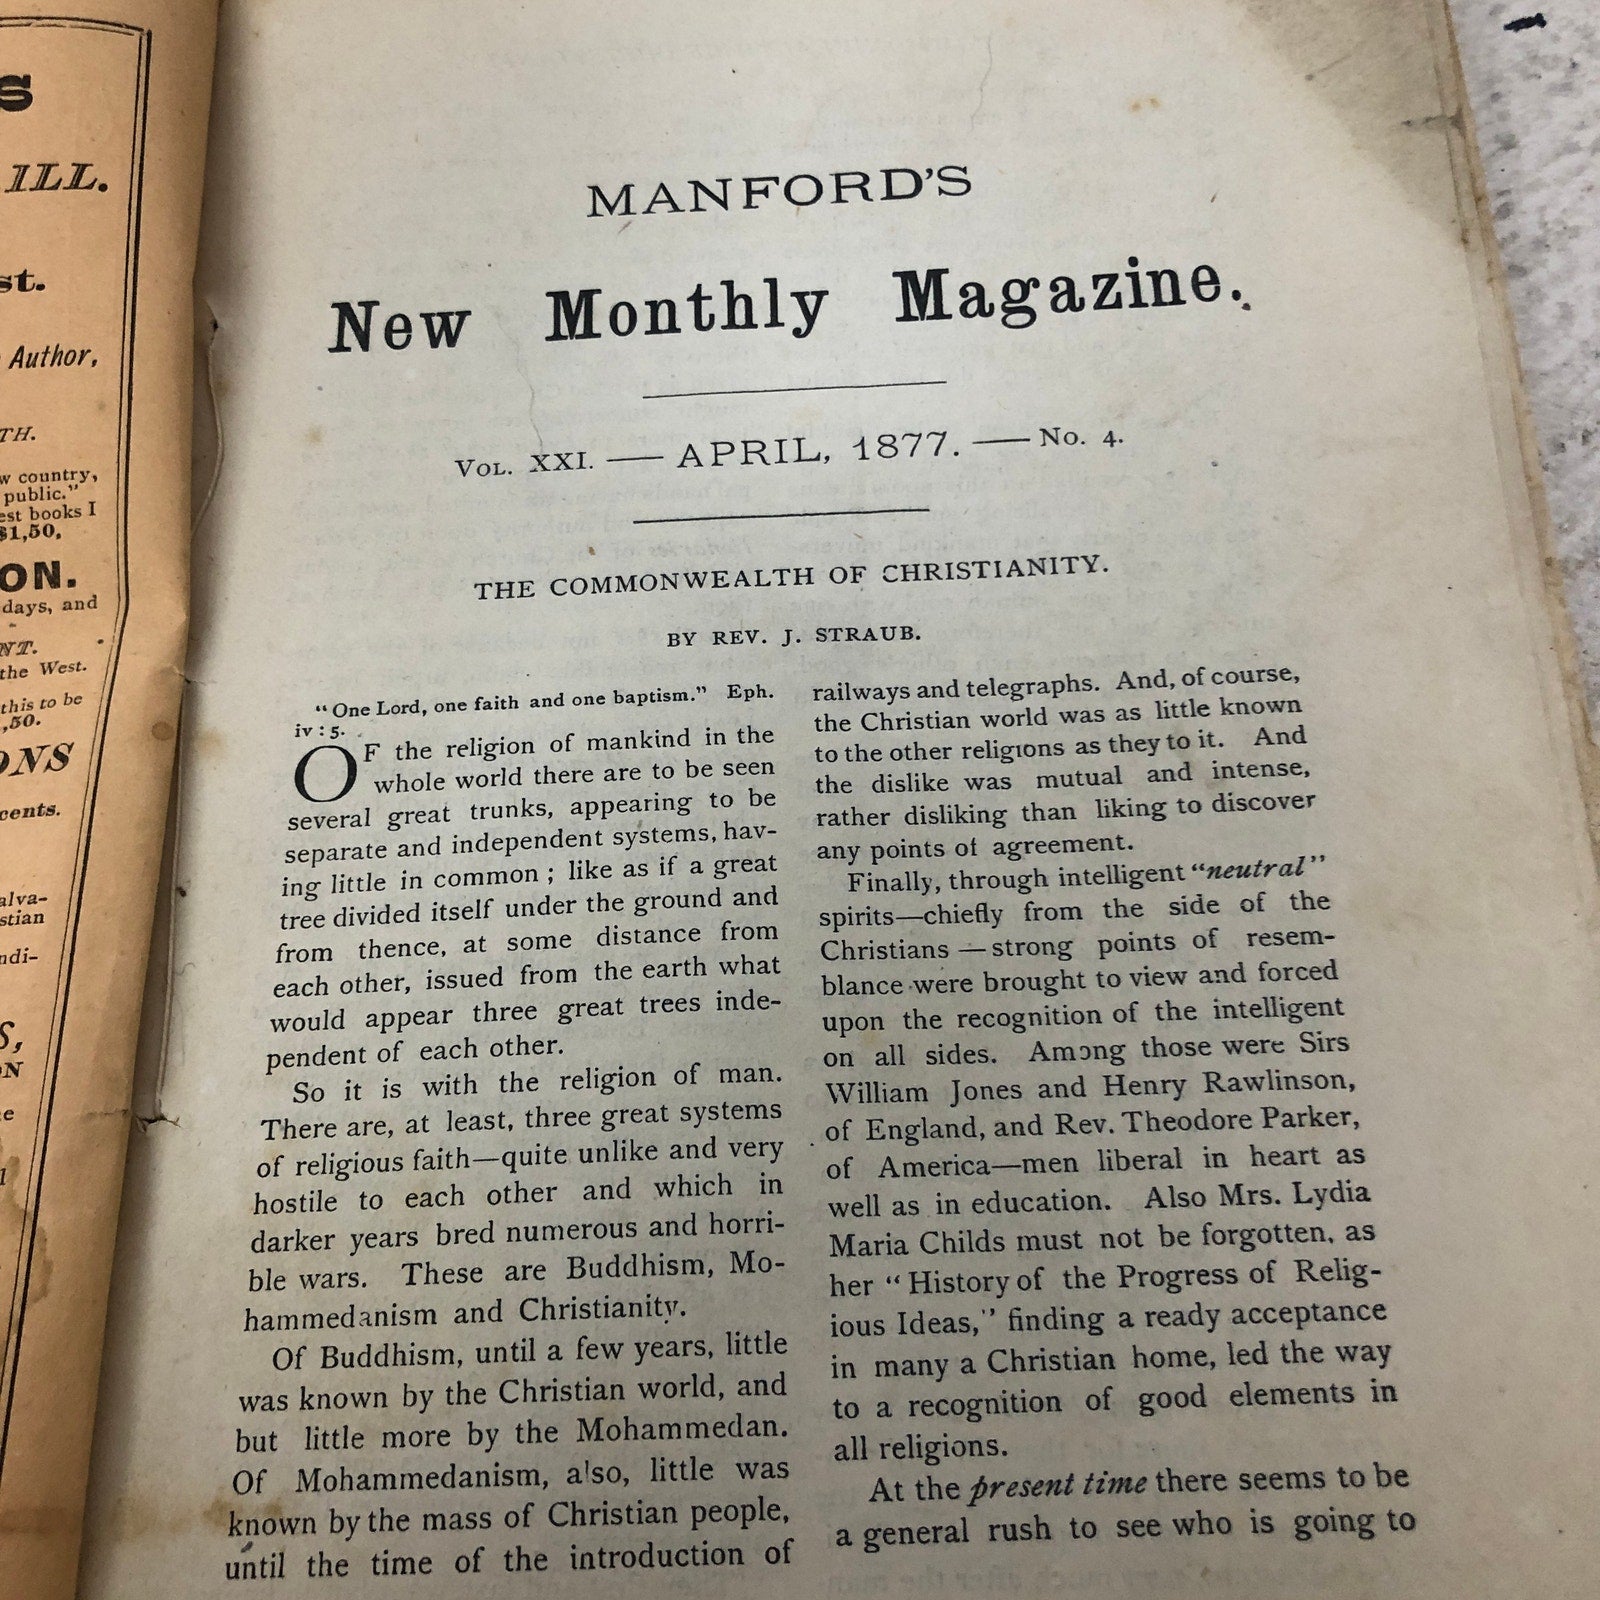 S
ILL.
st.
Author,
TH.
w country,
public."
est books I
$1,50,
ON.
days, and
NT.
the West.
this to be
,50.
ONS
cents.
alva-
stian
ndi-
S,
ON
MANFORD'S
New Monthly Magazine.
VOL. XXI. — APRIL, 1877. — No. 4.
THE COMMONWEALTH OF CHRISTIANITY.
BY REV. J. STRAUB.
"One Lord, one faith and one baptism." Eph.
iv : 5.
OF the religion of mankind in the
whole world there are to be seen
several great trunks, appearing to be
separate and independent systems, hav-
ing little in common ; like as if a great
tree divided itself under the ground and
from thence, at some distance from
each other, issued from the earth what
would appear three great trees inde-
pendent of each other.
So it is with the religion of man.
There are, at least, three great systems
of religious faith—quite unlike and very
hostile to each other and which in
darker years bred numerous and horri-
ble wars. These are Buddhism, Mo-
hammedanism and Christianity.
Of Buddhism, until a few years, little
was known by the Christian world, and
but little more by the Mohammedan.
Of Mohammedanism, also, little was
known by the mass of Christian people,
until the time of the introduction of
railways and telegraphs. And, of course,
the Christian world was as little known
to the other religions as they to it. And
the dislike was mutual and intense,
rather disliking than liking to discover
any points of agreement.
Finally, through intelligent "neutral"
spirits—chiefly from the side of the
Christians — strong points of resem-
blance were brought to view and forced
upon the recognition of the intelligent
on all sides. Among those were Sirs
William Jones and Henry Rawlinson,
of England, and Rev. Theodore Parker,
of America—men liberal in heart as
well as in education. Also Mrs. Lydia
Maria Childs must not be forgotten, as
her "History of the Progress of Relig-
ious Ideas," finding a ready acceptance
in many a Christian home, led the way
to a recognition of good elements in
all religions.
At the present time there seems to be
a general rush to see who is going to